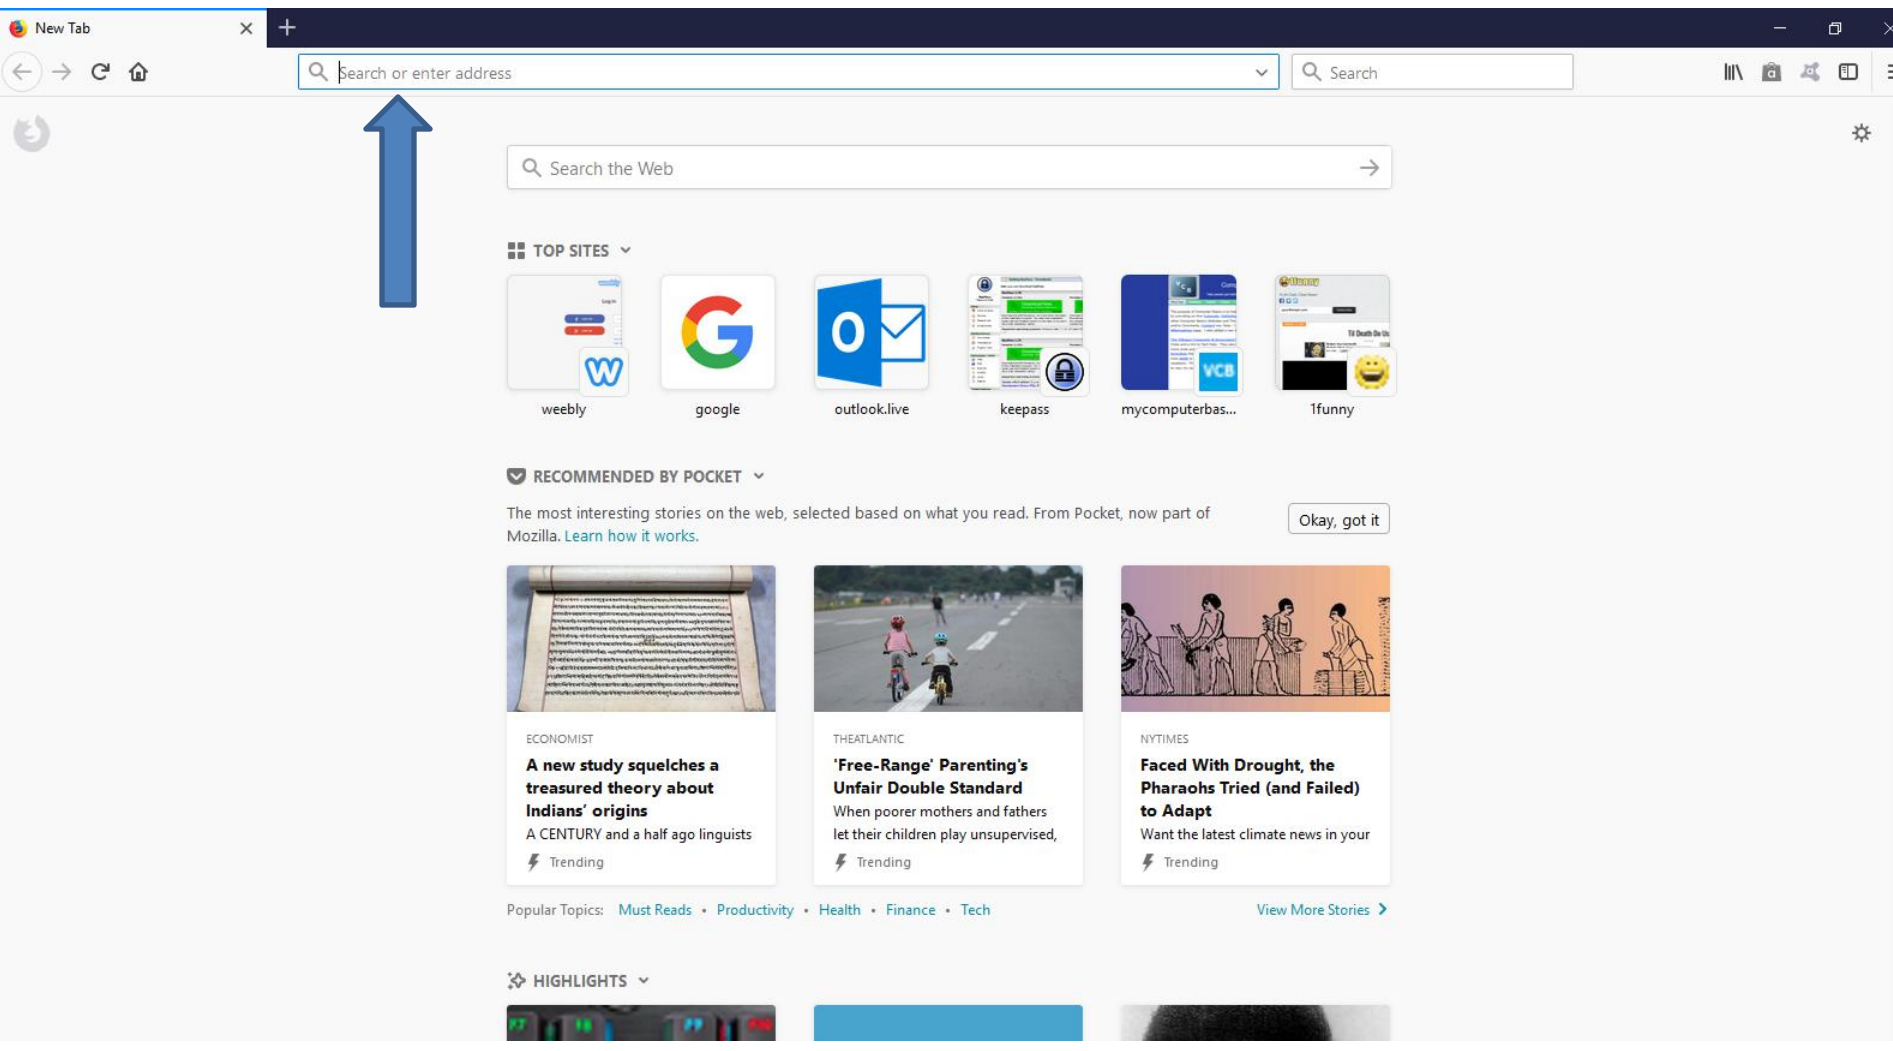 New Tab
Search or enter address
Search
Search the Web
TOP SITES
weebly
google
outlook.live
keepass
mycomputerbas...
1funny
VCB
RECOMMENDED BY POCKET
The most interesting stories on the web, selected based on what you read. From Pocket, now part of
Mozilla. Learn how it works.
Okay, got it
ECONOMIST
A new study squelches a
treasured theory about
Indians’ origins
A CENTURY and a half ago linguists
Trending
THEATLANTIC
'Free-Range' Parenting's
Unfair Double Standard
When poorer mothers and fathers
let their children play unsupervised,
Trending
NYTIMES
Faced With Drought, the
Pharaohs Tried (and Failed)
to Adapt
Want the latest climate news in your
Trending
Popular Topics: Must Reads • Productivity • Health • Finance • Tech
View More Stories
HIGHLIGHTS